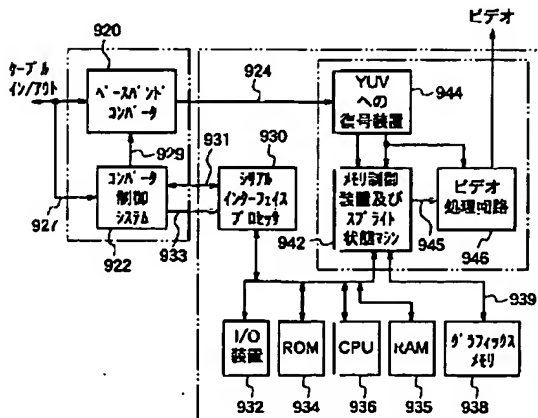 ビデオ
920
ケーブル
イン/アウト
ベースバンド
コンバータ
924
YUV
への
復号装置
944
929
931
930
927
コンバータ
制御
システム
922
933
シリアル
インターフェイス
プロセッサ
942
メモリ制御
装置及び
スプライト
状態マシン
945
ビデオ
処理回路
946
939
I/O
装置
932
ROM
934
CPU
936
RAM
935
グラフィックス
メモリ
938